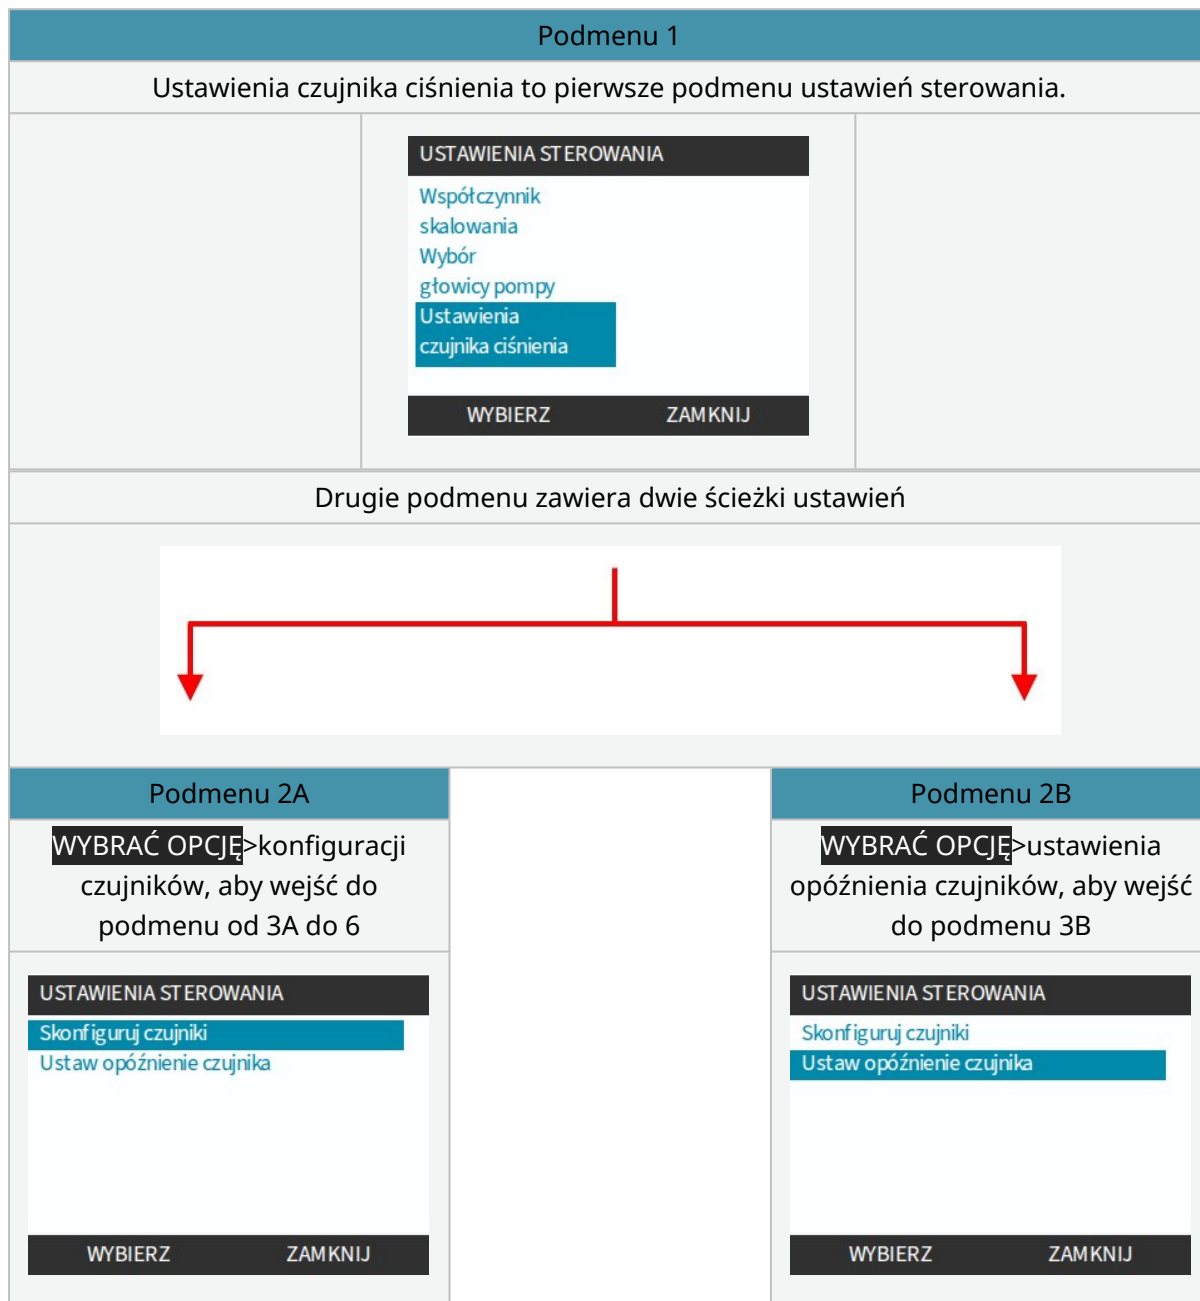 Podmenu 1
Ustawienia czujnika ciśnienia to pierwsze podmenu ustawień sterowania.
USTAWIENIA STEROWANIA
Współczynnik
skalowania
Wybór
głowicy pompy
Ustawienia
czujnika ciśnienia
WYBIERZ ZAMKNIJ
Drugie podmenu zawiera dwie ścieżki ustawień
Podmenu 2A
WYBRAĆ OPCJĘ>konfiguracji
czujników, aby wejść do
podmenu od 3A do 6
USTAWIENIA STEROWANIA
Skonfiguruj czujniki
Ustaw opóźnienie czujnika
WYBIERZ ZAMKNIJ
Podmenu 2B
WYBRAĆ OPCJĘ>ustawienia
opóźnienia czujników, aby wejść
do podmenu 3B
USTAWIENIA STEROWANIA
Skonfiguruj czujniki
Ustaw opóźnienie czujnika
WYBIERZ ZAMKNIJ